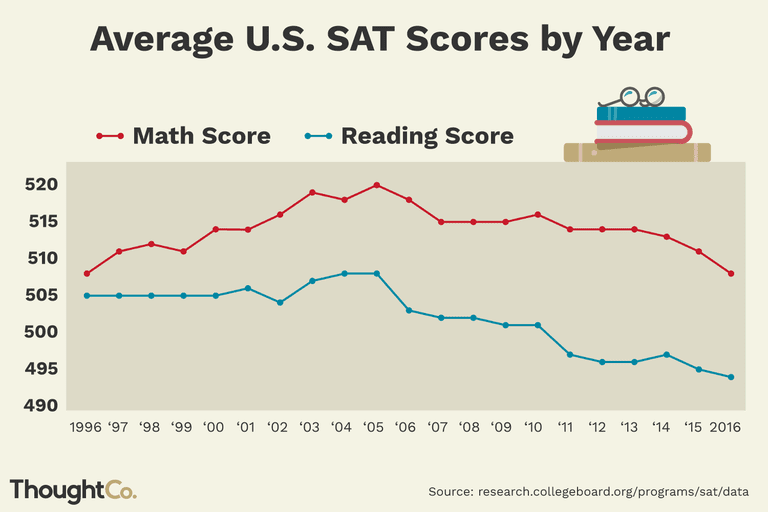 Average U.S. SAT Scores by Year
Math Score Reading Score
520
515
510
505
500
495
490
1996 ‘97 ‘98 ‘99 ‘00 ‘01 ‘02 ‘03 ‘04 ‘05 ‘06 ‘07 ‘08 ‘09 ‘10 ‘11 ‘12 ‘13 ‘14 ‘15 2016
ThoughtCo.
Source: research.collegeboard.org/programs/sat/data